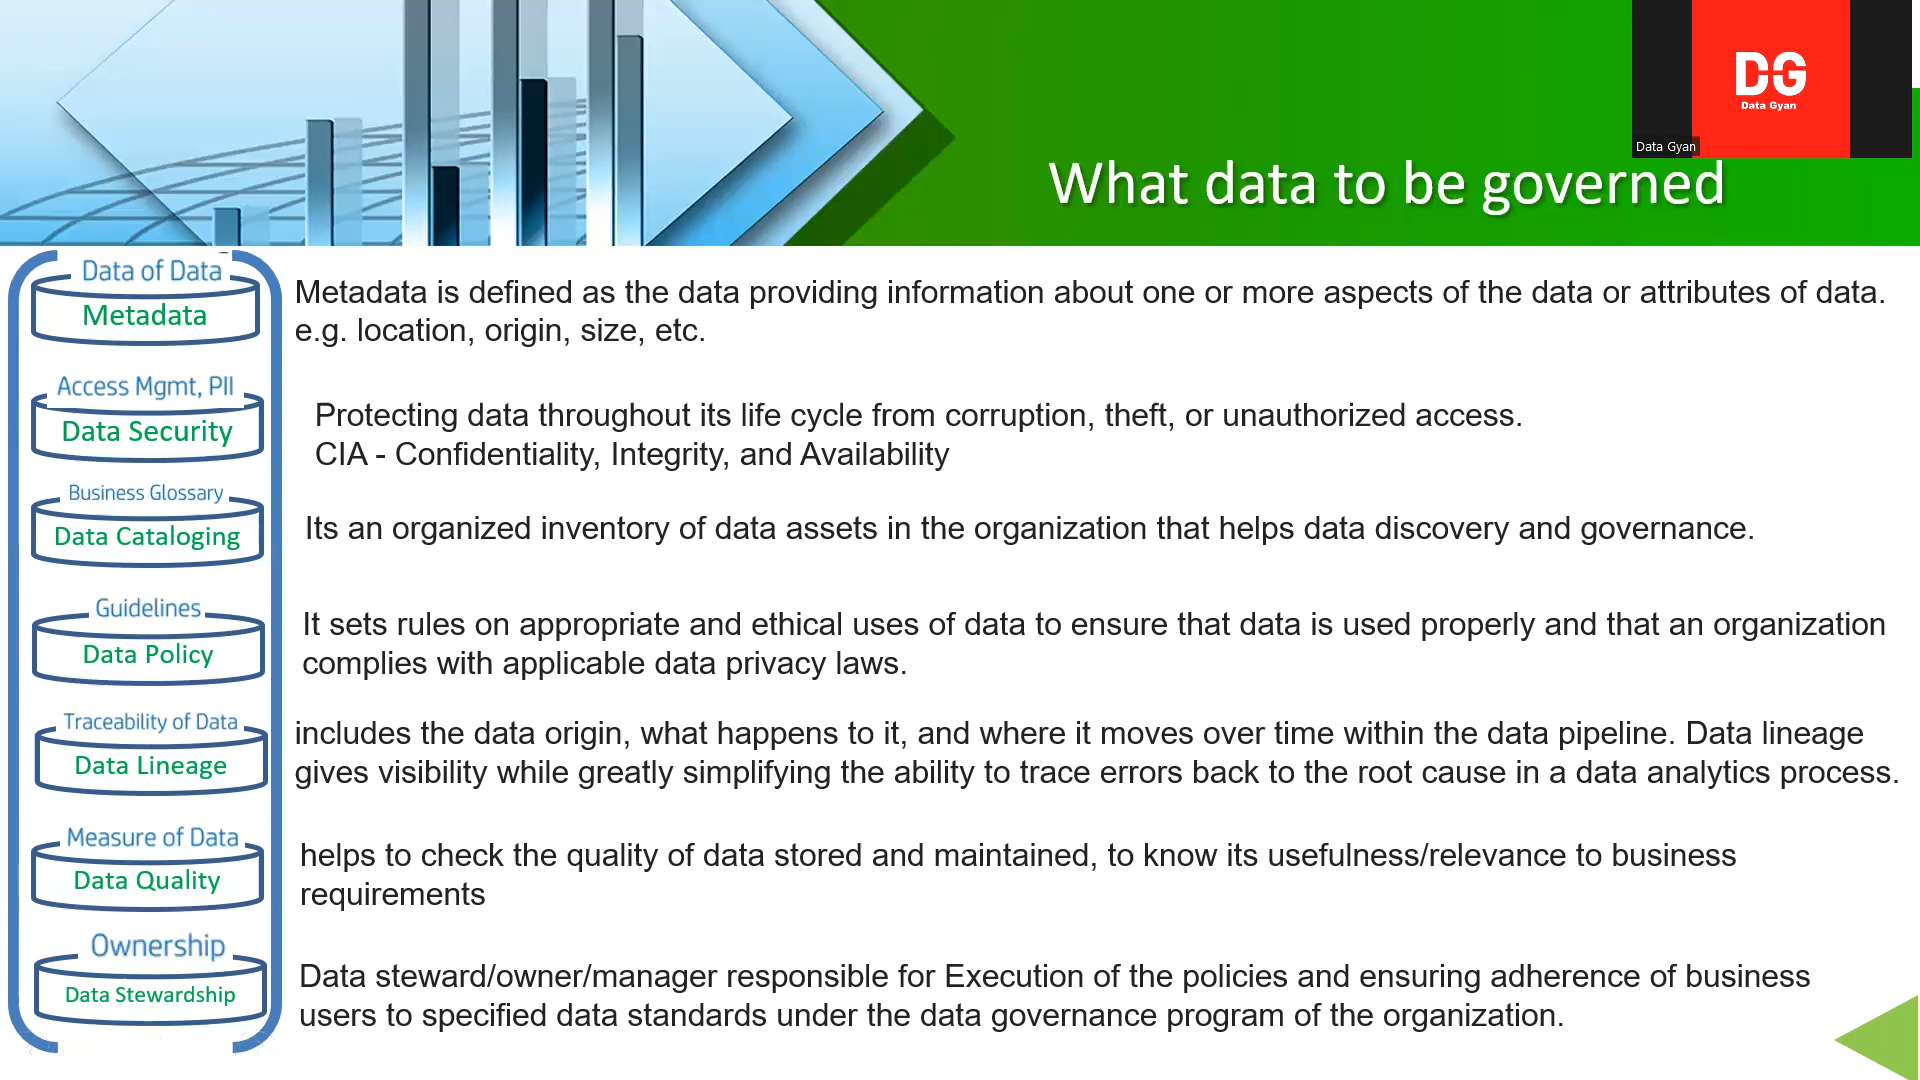 DG
Data Gyan
Data Gyan
What data to be governed
Data of Data
Metadata
Metadata is defined as the data providing information about one or more aspects of the data or attributes of data.
e.g. location, origin, size, etc.
Access Mgmt, PII
Data Security
Protecting data throughout its life cycle from corruption, theft, or unauthorized access.
CIA - Confidentiality, Integrity, and Availability
Business Glossary
Data Cataloging
Its an organized inventory of data assets in the organization that helps data discovery and governance.
Guidelines
Data Policy
It sets rules on appropriate and ethical uses of data to ensure that data is used properly and that an organization
complies with applicable data privacy laws.
Traceability of Data
Data Lineage
includes the data origin, what happens to it, and where it moves over time within the data pipeline. Data lineage
gives visibility while greatly simplifying the ability to trace errors back to the root cause in a data analytics process.
Measure of Data
Data Quality
helps to check the quality of data stored and maintained, to know its usefulness/relevance to business
requirements
Ownership
Data Stewardship
Data steward/owner/manager responsible for Execution of the policies and ensuring adherence of business
users to specified data standards under the data governance program of the organization.